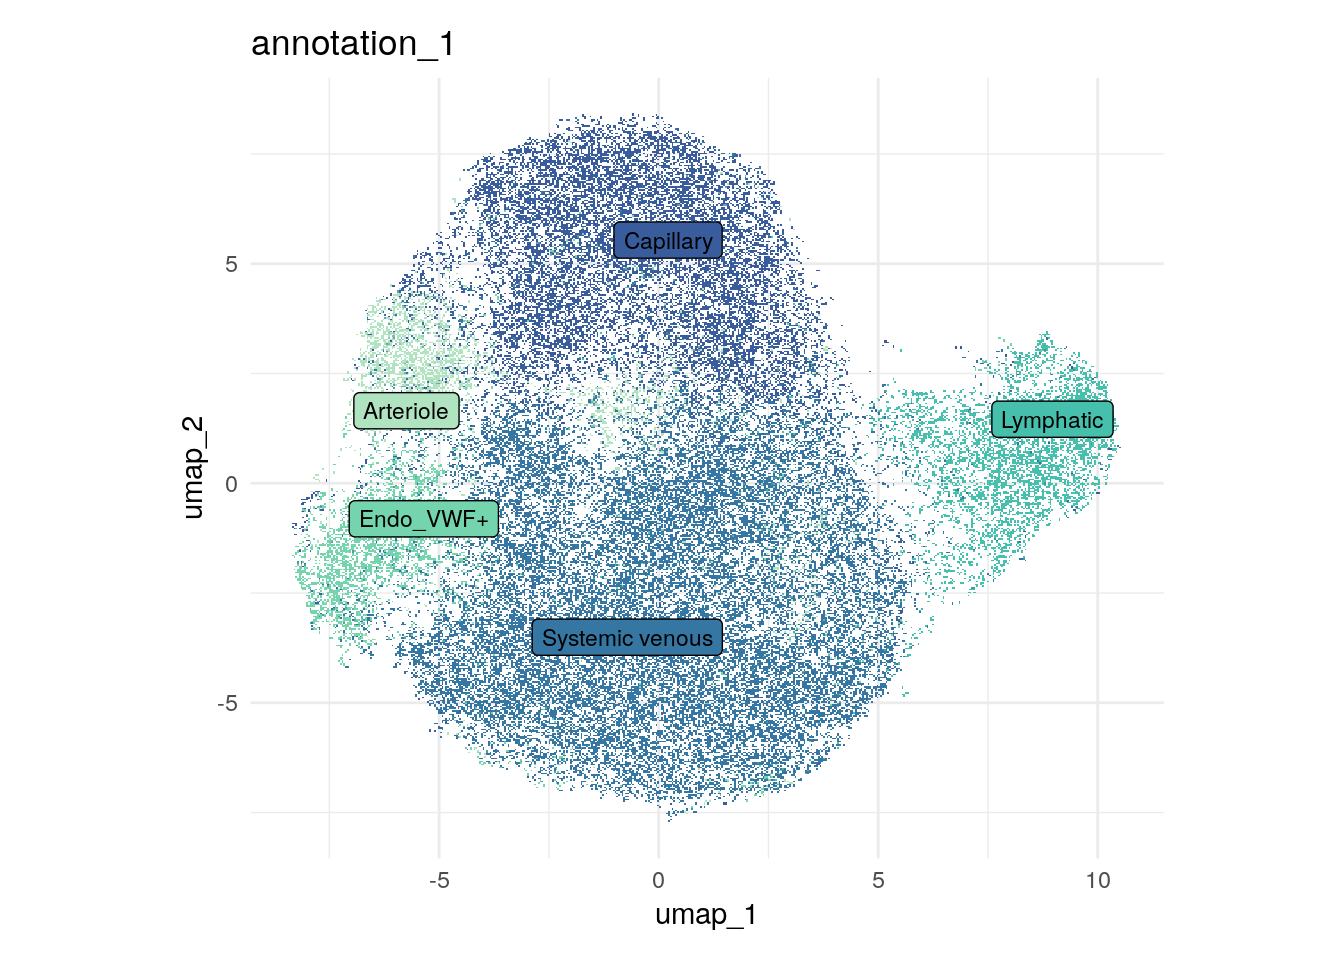 annotation_1
Capillary
Arteriole
Lymphatic
Endo_VWF+
Systemic venous
5
0
-5
-5
0
5
10
umap_1
umap_2